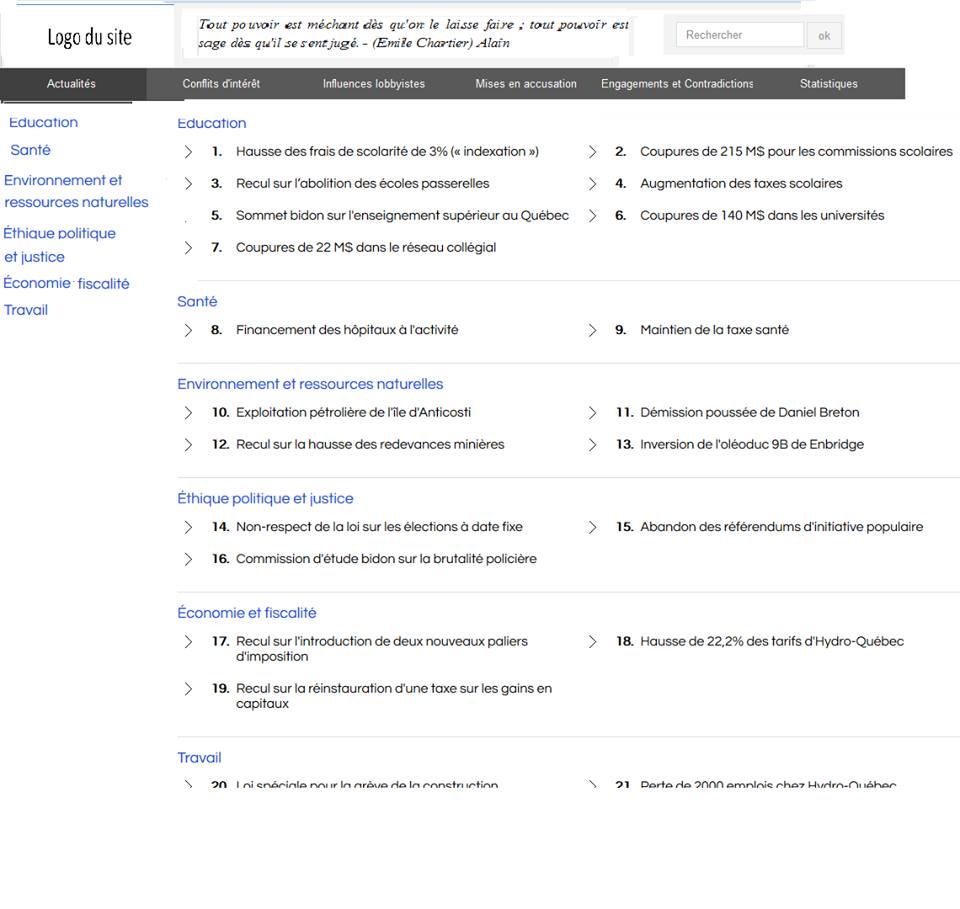 Logo du site
Tout pouvoir est méchant dès qu'on le laisse faire ; tout pouvoir est
sage dès qu'il se sent jugé. - (Emile Chartier) Alain
Rechercher
ok
Actualités
Conflits d'intérêt
Influences lobbyistes
Mises en accusation
Engagements et Contradictions
Statistiques
Education
Santé
Environnement et
ressources naturelles
Éthique politique
et justice
Économie fiscalité
Travail
Education
1. Hausse des frais de scolarité de 3% (« indexation »)
2. Coupures de 215 M$ pour les commissions scolaires
3. Recul sur l'abolition des écoles passerelles
4. Augmentation des taxes scolaires
5. Sommet bidon sur l'enseignement supérieur au Québec
6. Coupures de 140 M$ dans les universités
7. Coupures de 22 M$ dans le réseau collégial
Santé
8. Financement des hôpitaux à l'activité
9. Maintien de la taxe santé
Environnement et ressources naturelles
10. Exploitation pétrolière de l'île d'Anticosti
11. Démission poussée de Daniel Breton
12. Recul sur la hausse des redevances minières
13. Inversion de l'oléoduc 9B de Enbridge
Éthique politique et justice
14. Non-respect de la loi sur les élections à date fixe
15. Abandon des référendums d'initiative populaire
16. Commission d'étude bidon sur la brutalité policière
Économie et fiscalité
17. Recul sur l'introduction de deux nouveaux paliers
d'imposition
18. Hausse de 22,2% des tarifs d'Hydro-Québec
19. Recul sur la réinstauration d'une taxe sur les gains en
capitaux
Travail
20. Loi spéciale pour la grève de la construction
21. Perte de 2000 emplois chez Hydro-Québec